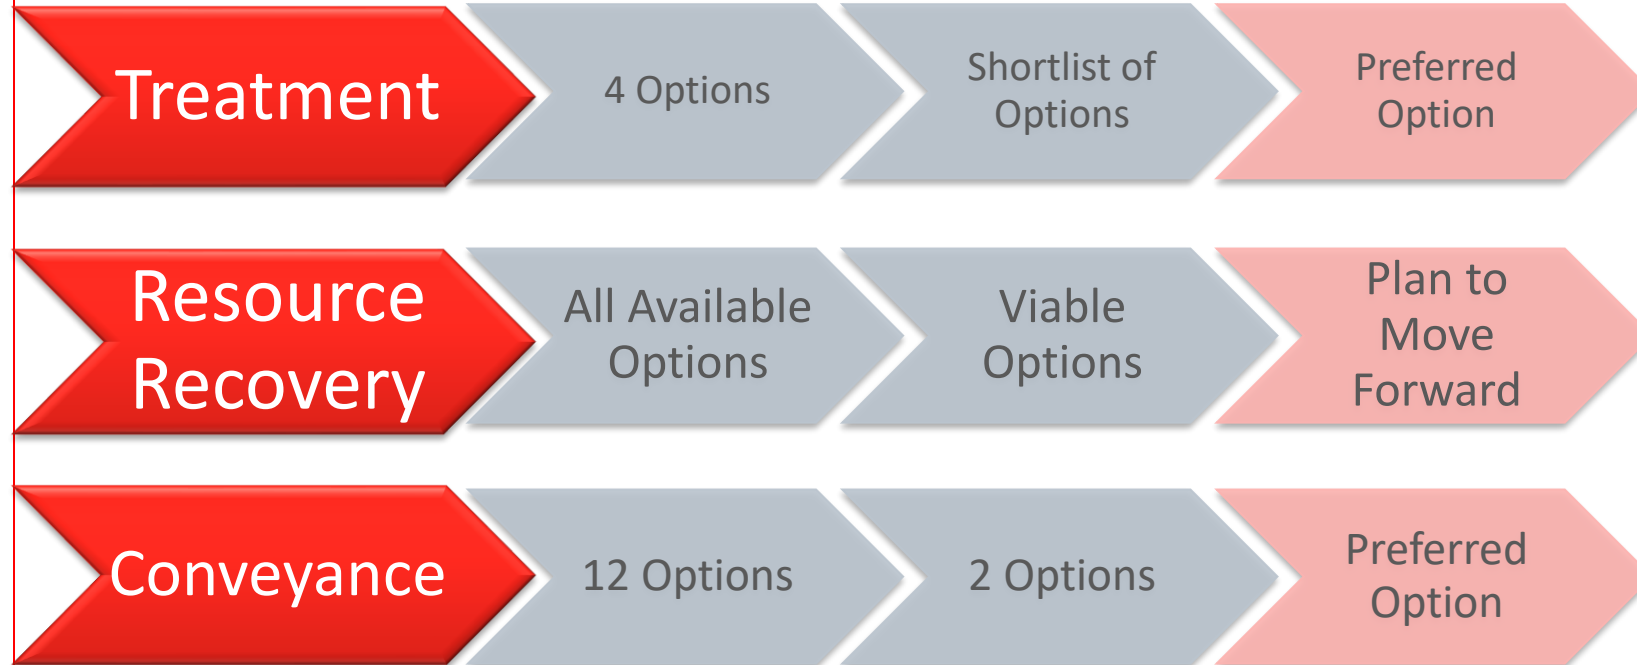 Treatment
4 Options
Shortlist of
Options
Preferred
Option
Resource
Recovery
All Available
Options
Viable
Options
Plan to
Move
Forward
Conveyance
12 Options
2 Options
Preferred
Option